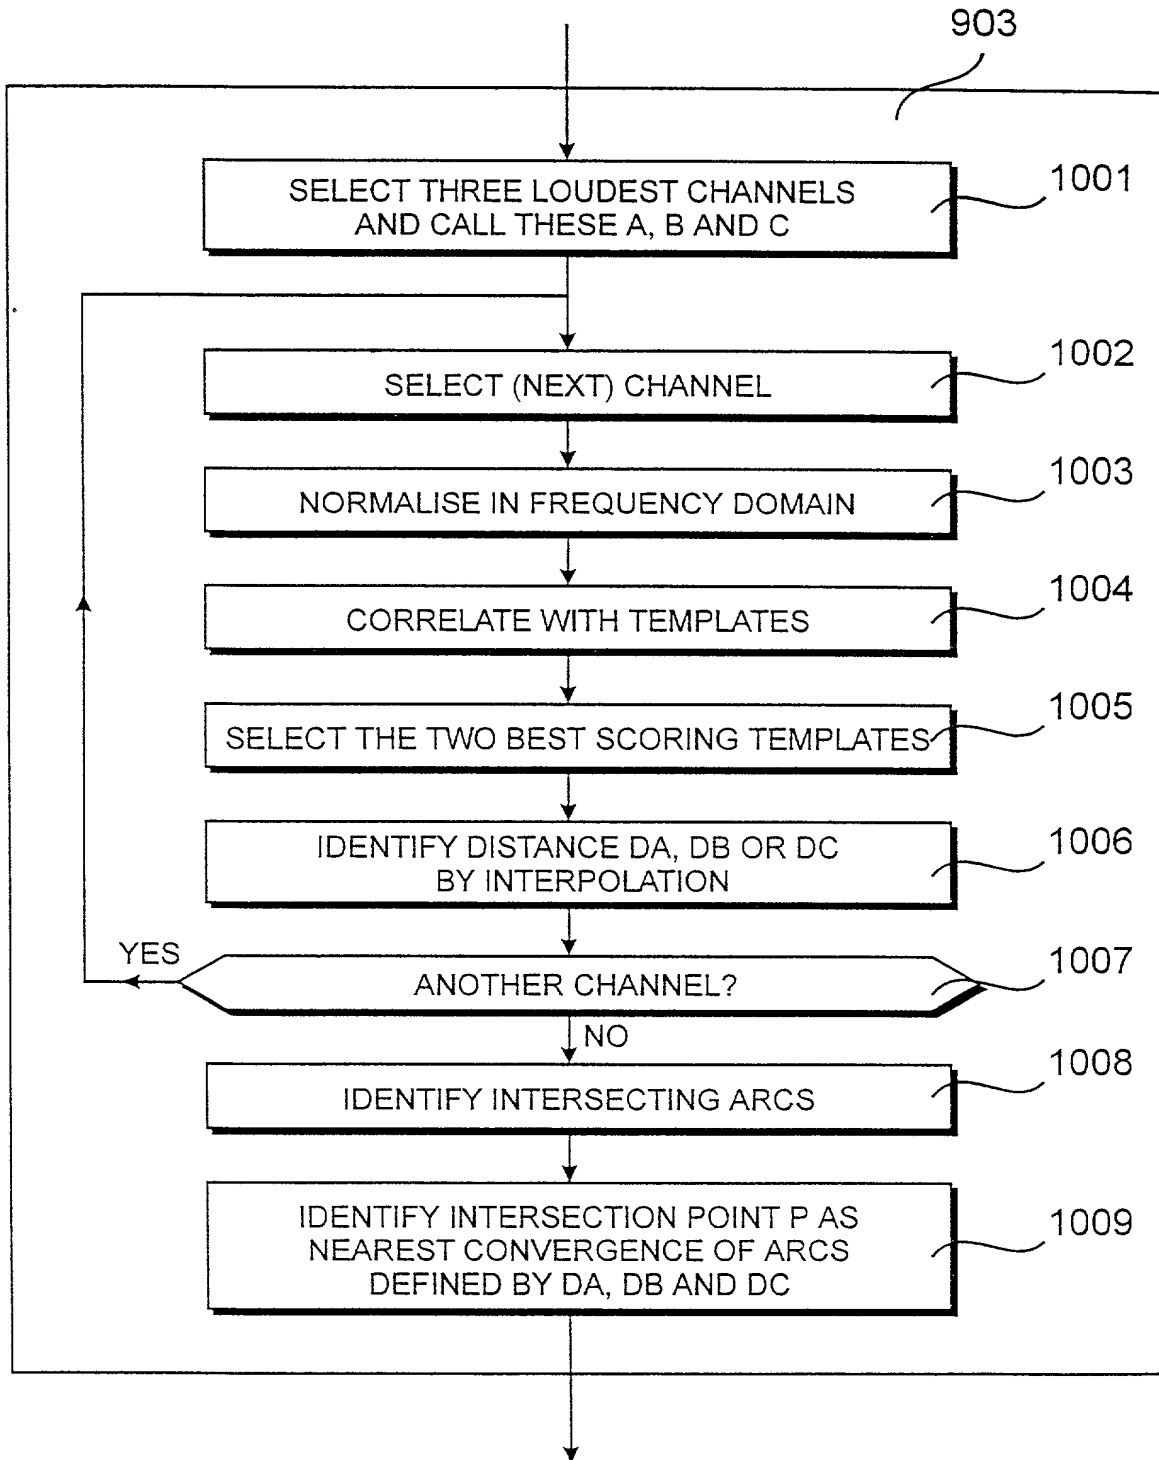 903
SELECT THREE LOUDEST CHANNELS
AND CALL THESE A, B AND C
1001
SELECT (NEXT) CHANNEL
1002
NORMALISE IN FREQUENCY DOMAIN
1003
CORRELATE WITH TEMPLATES
1004
SELECT THE TWO BEST SCORING TEMPLATES
1005
IDENTIFY DISTANCE DA, DB OR DC
BY INTERPOLATION
1006
YES
ANOTHER CHANNEL?
1007
NO
IDENTIFY INTERSECTING ARCS
1008
IDENTIFY INTERSECTION POINT P AS
NEAREST CONVERGENCE OF ARCS
DEFINED BY DA, DB AND DC
1009